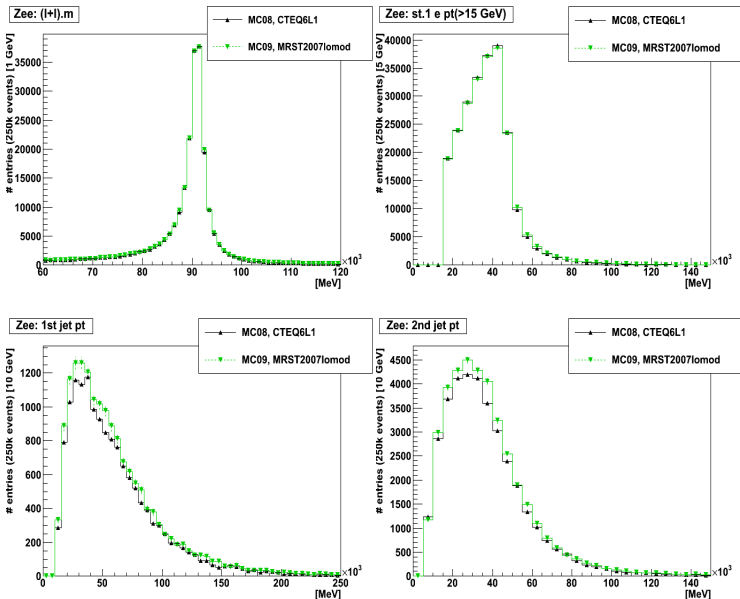 Zee: (l+l).m
MC08, CTEQ6L1
MC09, MRST2007lomod
# entries (250k events) [1 GeV]
35000
30000
25000
20000
15000
10000
5000
0
60 70 80 90 100 110 120
×10³
[MeV]
Zee: st.1 e pt(>15 GeV)
MC08, CTEQ6L1
MC09, MRST2007lomod
# entries (250k events) [5 GeV]
40000
35000
30000
25000
20000
15000
10000
5000
0
0 20 40 60 80 100 120 140
×10³
[MeV]
Zee: 1st jet pt
MC08, CTEQ6L1
MC09, MRST2007lomod
# entries (250k events) [10 GeV]
1200
1000
800
600
400
200
0
0 50 100 150 200 250
×10³
[MeV]
Zee: 2nd jet pt
MC08, CTEQ6L1
MC09, MRST2007lomod
# entries (250k events) [10 GeV]
4500
4000
3500
3000
2500
2000
1500
1000
500
0
0 20 40 60 80 100 120 140
×10³
[MeV]